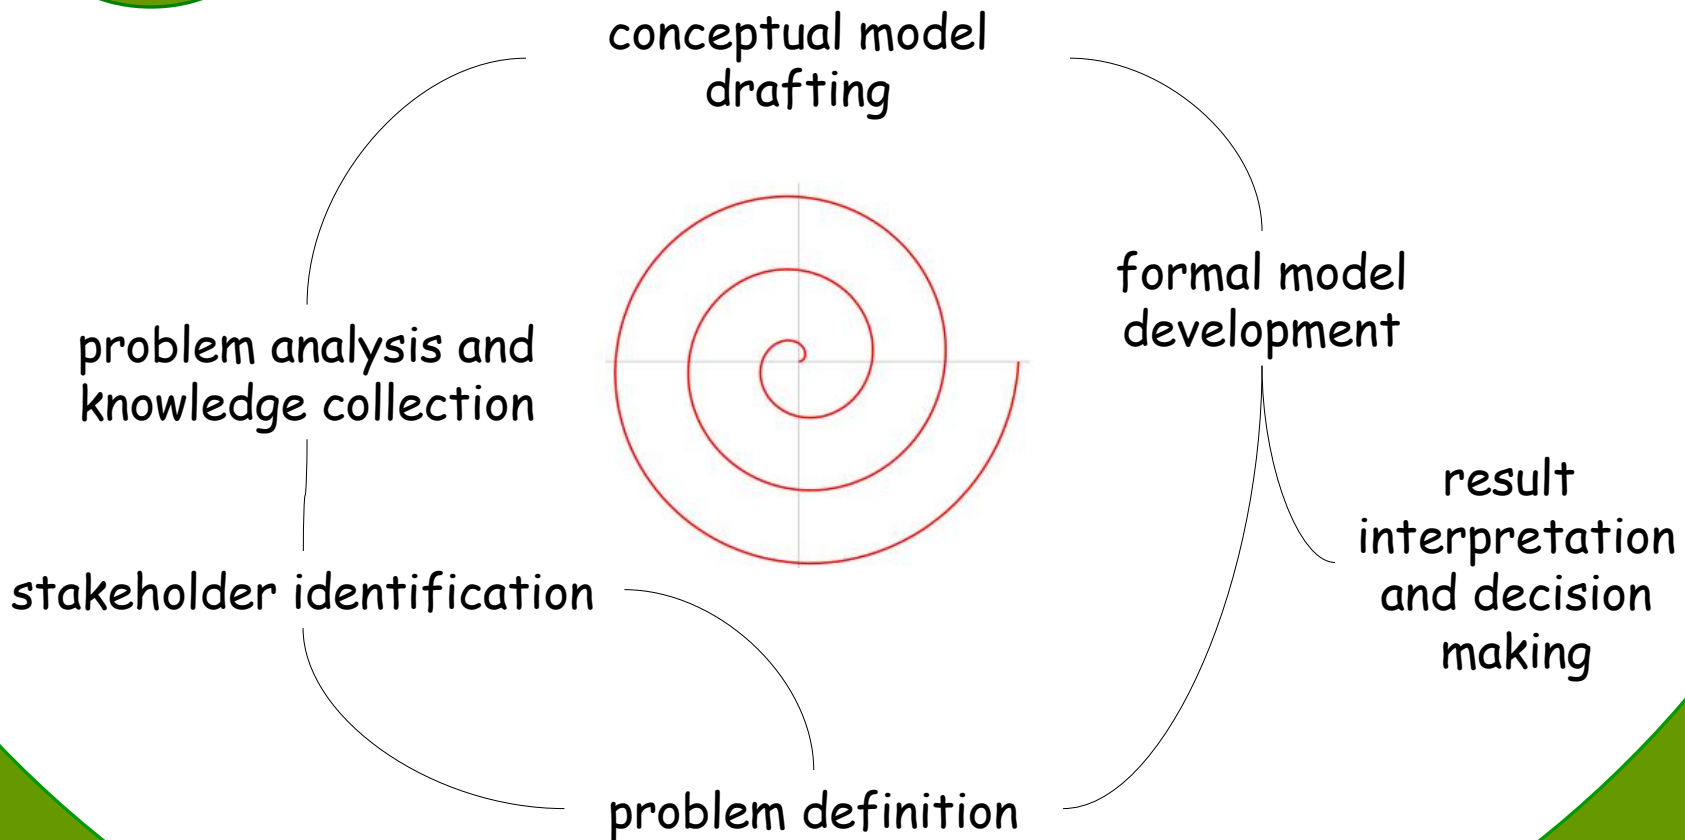 conceptual model
drafting
formal model
development
problem analysis and
knowledge collection
result
interpretation
and decision
making
stakeholder identification
problem definition